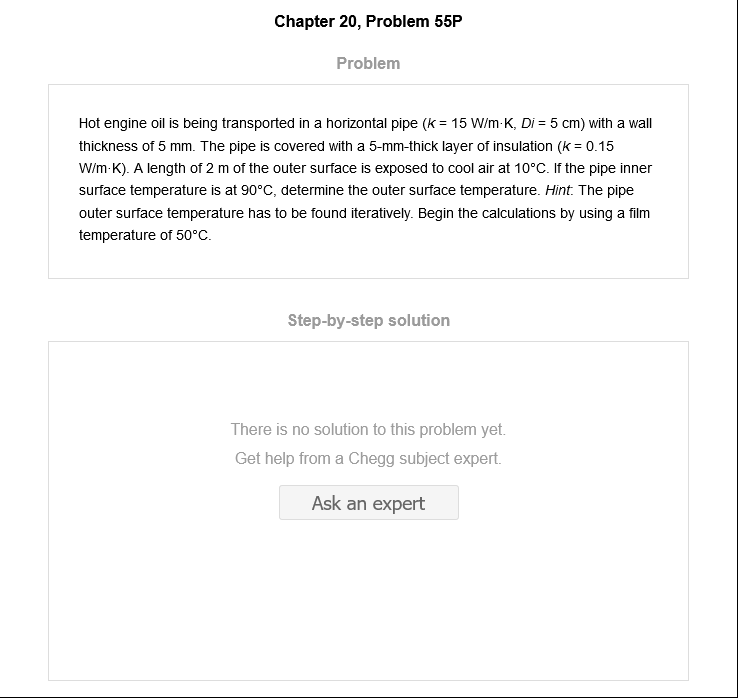 Chapter 20, Problem 55P
Problem
Hot engine oil is being transported in a horizontal pipe (k = 15 W/m·K, Di = 5 cm) with a wall
thickness of 5 mm. The pipe is covered with a 5-mm-thick layer of insulation (k = 0.15
W/m·K). A length of 2 m of the outer surface is exposed to cool air at 10°C. If the pipe inner
surface temperature is at 90°C, determine the outer surface temperature. Hint: The pipe
outer surface temperature has to be found iteratively. Begin the calculations by using a film
temperature of 50°C.
Step-by-step solution
There is no solution to this problem yet.
Get help from a Chegg subject expert.
Ask an expert